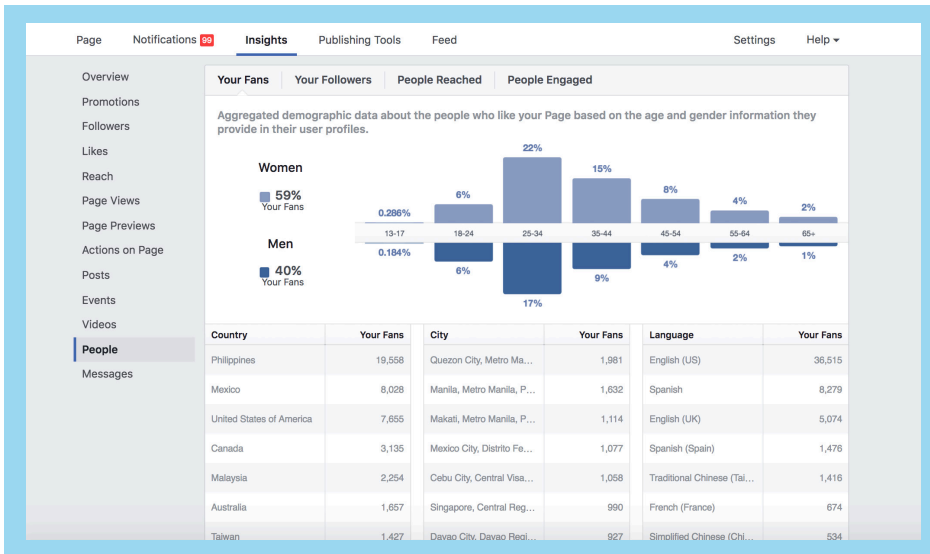 Page Notifications 99 Insights Publishing Tools Feed Settings Help
Overview
Promotions
Followers
Likes
Reach
Page Views
Page Previews
Actions on Page
Posts
Events
Videos
People
Messages
Your Fans Your Followers People Reached People Engaged
Aggregated demographic data about the people who like your Page based on the age and gender information they
provide in their user profiles.
Women
59%
Your Fans
Men
40%
Your Fans
0.286% 6% 22% 15% 8% 4% 2%
13-17 18-24 25-34 35-44 45-54 55-64 65+
0.184% 6% 17% 9% 4% 2% 1%
Country Your Fans City Your Fans Language Your Fans
Philippines 19,558 Quezon City, Metro Ma... 1,981 English (US) 36,515
Mexico 8,028 Manila, Metro Manila, P... 1,632 Spanish 8,279
United States of America 7,655 Makati, Metro Manila, P... 1,114 English (UK) 5,074
Canada 3,135 Mexico City, Distrito Fe... 1,077 Spanish (Spain) 1,476
Malaysia 2,254 Cebu City, Central Visa... 1,058 Traditional Chinese (Tai... 1,416
Australia 1,657 Singapore, Central Reg... 990 French (France) 674
Taiwan 1,427 Davao City, Davao Regi... 927 Simplified Chinese (Chi... 534